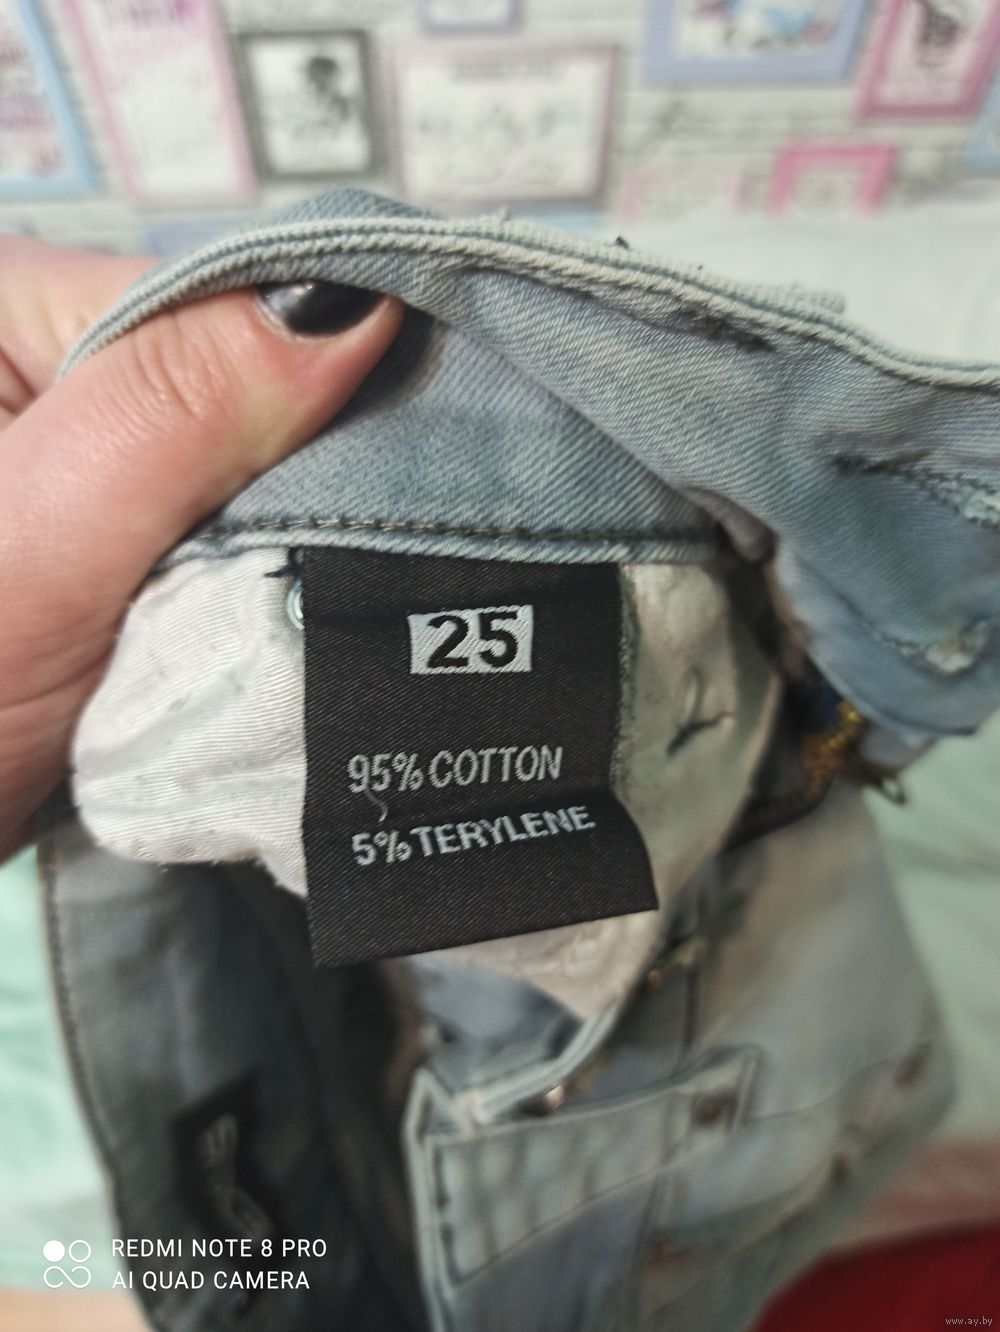 25
95% COTTON
5% TERYLENE
REDMI NOTE 8 PRO
AI QUAD CAMERA
www.ay.by